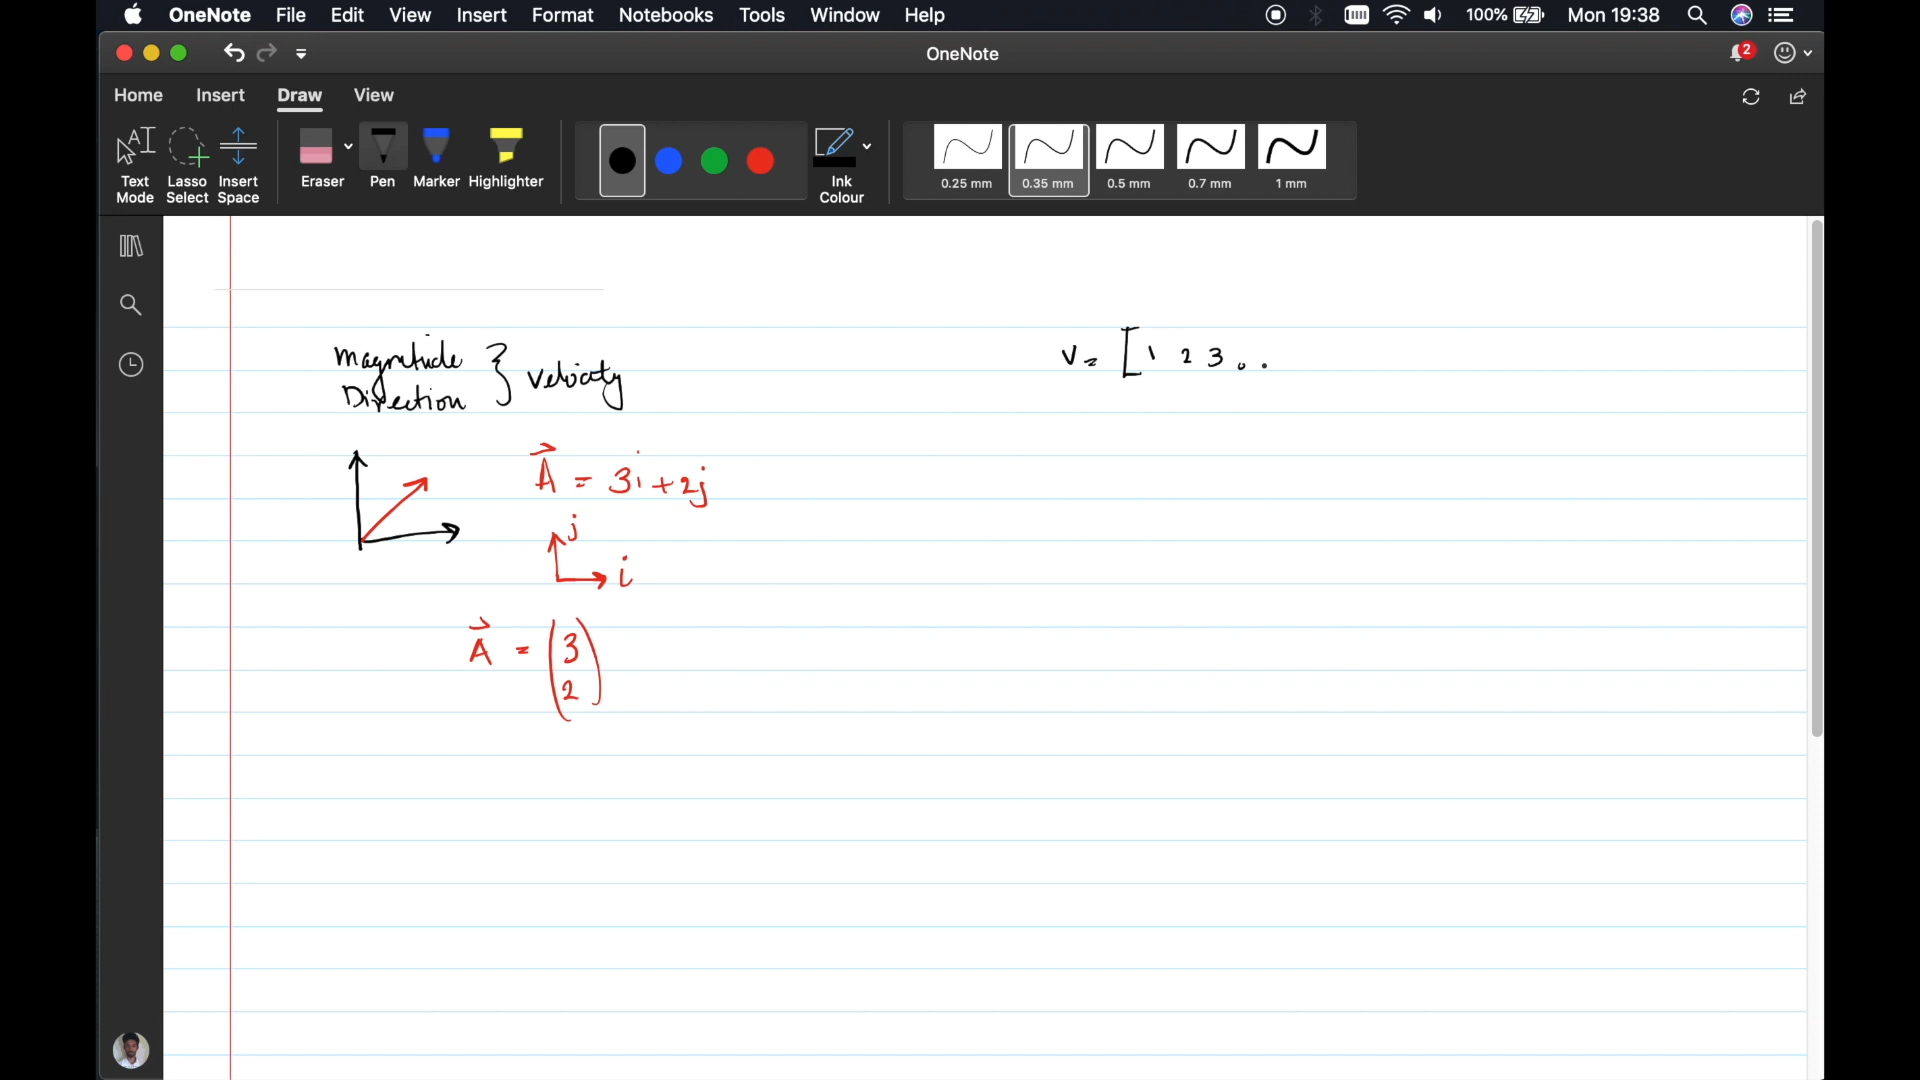 OneNote File Edit View Insert Format Notebooks Tools Window Help 100% Mon 19:38
OneNote 2
Home Insert Draw View
Text Mode Lasso Select Insert Space Eraser Pen Marker Highlighter Ink Colour 0.25 mm 0.35 mm 0.5 mm 0.7 mm 1 mm
Magnitude
Direction } Velocity
V = [ 1 2 3 . .
A⃗ = 3i + 2j
j
i
A⃗ = ( 3
2 )